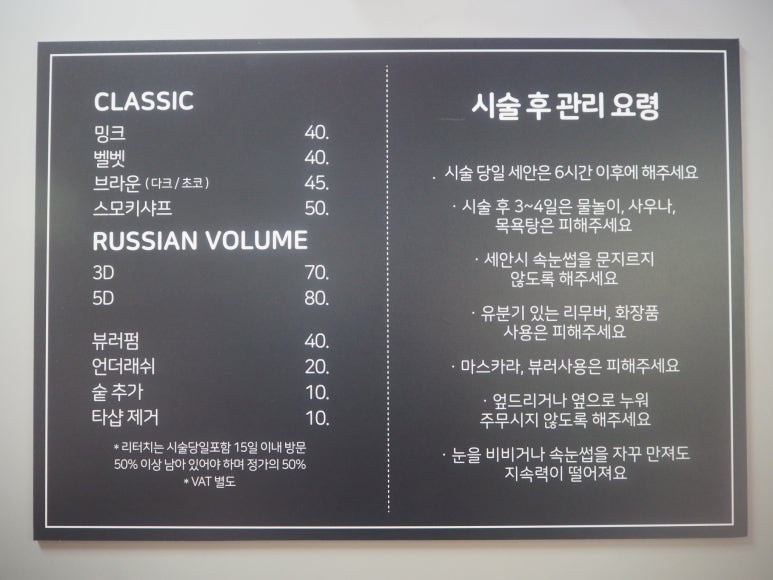 CLASSIC
밍크 40.
벨벳 40.
브라운 (다크/초코) 45.
스모키샤프 50.
RUSSIAN VOLUME
3D 70.
5D 80.
뷰러펌 40.
언더래쉬 20.
숱 추가 10.
타샵 제거 10.
*리터치는 시술당일포함 15일 이내 방문
50% 이상 남아 있어야 하며 정가의 50%
*VAT 별도
시술 후 관리 요령
. 시술 당일 세안은 6시간 이후에 해주세요
· 시술 후 3~4일은 물놀이, 사우나,
목욕탕은 피해주세요
· 세안시 속눈썹을 문지르지
않도록 해주세요
· 유분기 있는 리무버, 화장품
사용은 피해주세요
· 마스카라, 뷰러사용은 피해주세요
· 엎드리거나 옆으로 누워
주무시지 않도록 해주세요
· 눈을 비비거나 속눈썹을 자꾸 만져도
지속력이 떨어져요